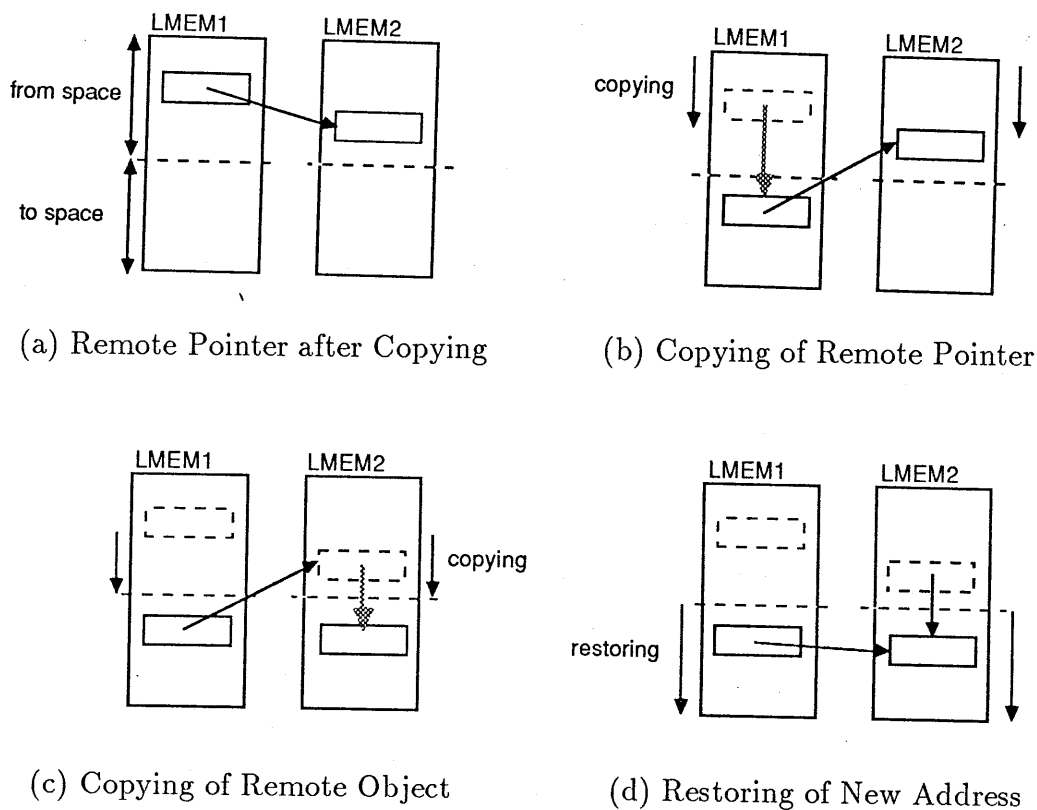 LMEM1
LMEM2
from space
to space
(a) Remote Pointer after Copying
LMEM1
LMEM2
copying
(b) Copying of Remote Pointer
LMEM1
LMEM2
copying
(c) Copying of Remote Object
LMEM1
LMEM2
restoring
(d) Restoring of New Address